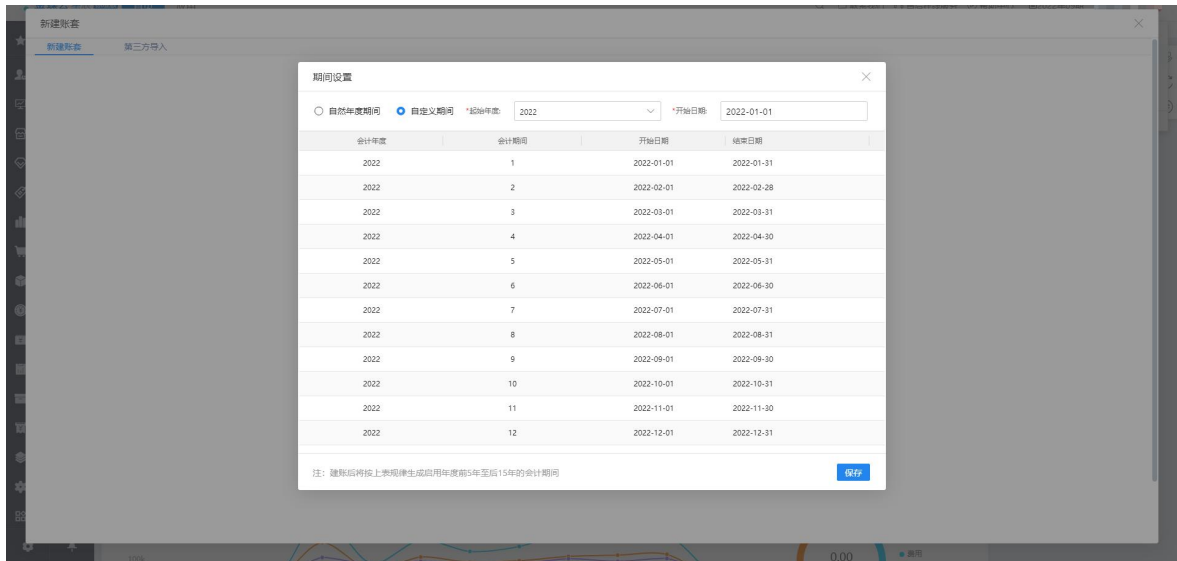 新建账套
新建账套 第三方导入
期间设置
自然年度期间 自定义期间 *起始年度: 2022 *开始日期: 2022-01-01
会计年度 会计期间 开始日期 结束日期
2022 1 2022-01-01 2022-01-31
2022 2 2022-02-01 2022-02-28
2022 3 2022-03-01 2022-03-31
2022 4 2022-04-01 2022-04-30
2022 5 2022-05-01 2022-05-31
2022 6 2022-06-01 2022-06-30
2022 7 2022-07-01 2022-07-31
2022 8 2022-08-01 2022-08-31
2022 9 2022-09-01 2022-09-30
2022 10 2022-10-01 2022-10-31
2022 11 2022-11-01 2022-11-30
2022 12 2022-12-01 2022-12-31
注：建账后将按上表规律生成启用年度前5年至后15年的会计期间 保存
100% 0.00 费用